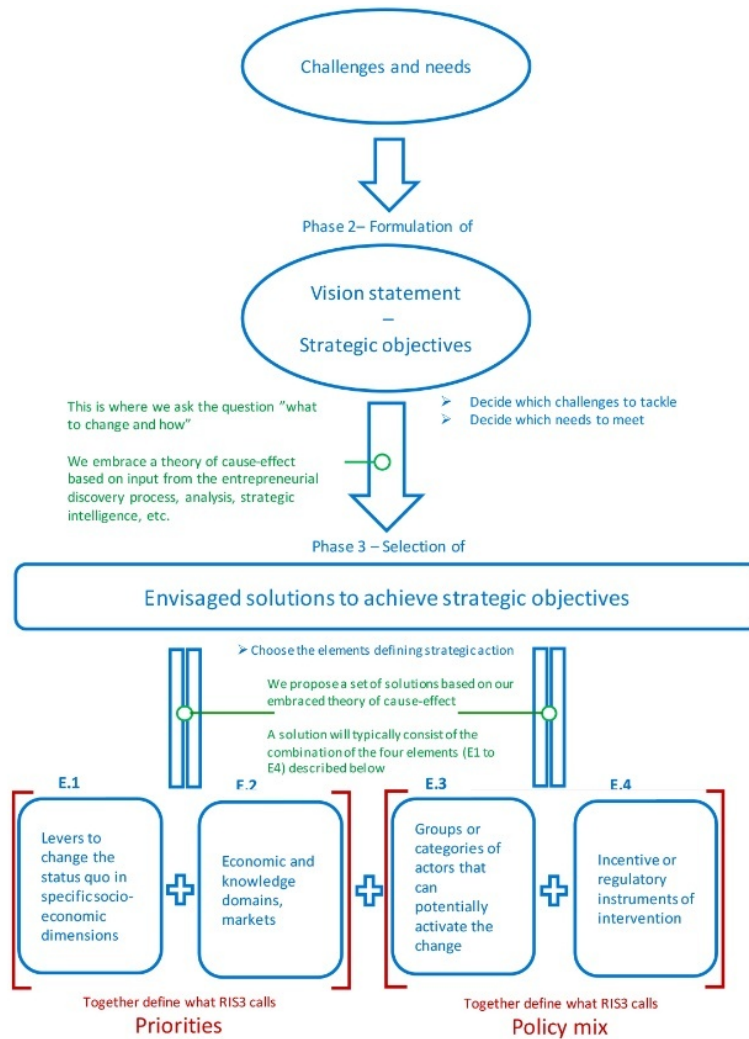 Challenges and needs
Phase 2– Formulation of
Vision statement
–
Strategic objectives
This is where we ask the question "what
to change and how"
We embrace a theory of cause-effect
based on input from the entrepreneurial
discovery process, analysis, strategic
intelligence, etc.
➢ Decide which challenges to tackle
➢ Decide which needs to meet
Phase 3 – Selection of
Envisaged solutions to achieve strategic objectives
➢ Choose the elements defining strategic action
We propose a set of solutions based on our
embraced theory of cause-effect
A solution will typically consist of the
combination of the four elements (E1 to
E4) described below
E.1
Levers to
change the
status quo in
specific socio-
economic
dimensions
E.2
Economic and
knowledge
domains,
markets
E.3
Groups or
categories of
actors that
can
potentially
activate the
change
E.4
Incentive or
regulatory
instruments of
intervention
Together define what RIS3 calls
Priorities
Together define what RIS3 calls
Policy mix